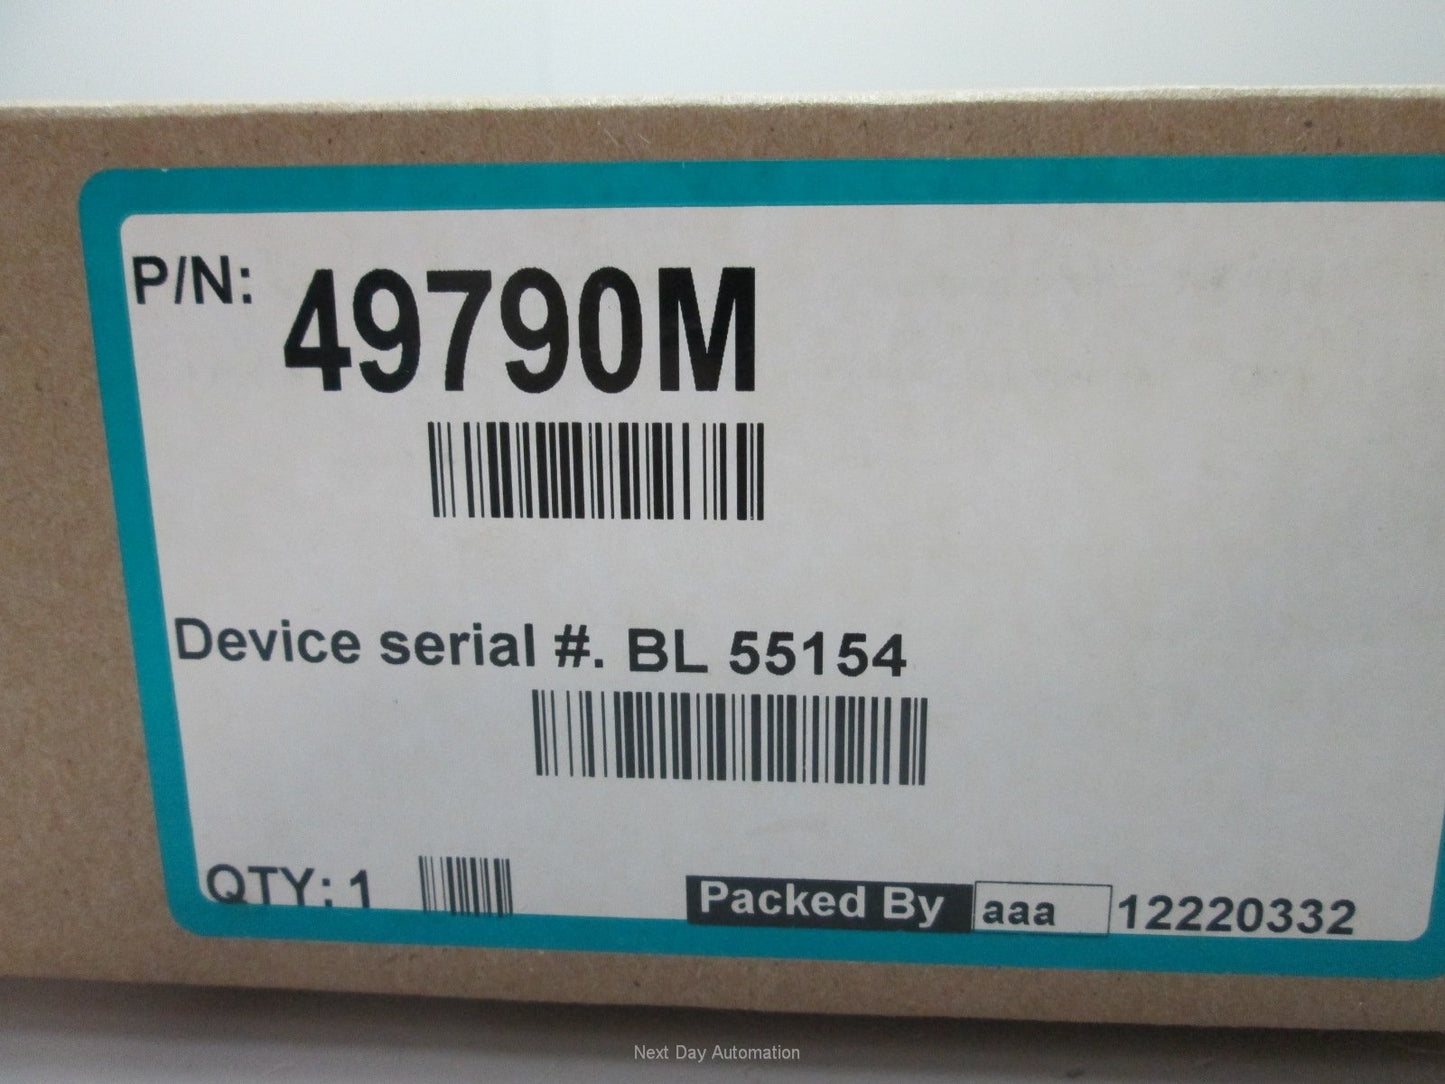 P/N: 49790M
Device serial #. BL 55154
QTY: 1
Packed By aaa 12220332
Next Day Automation